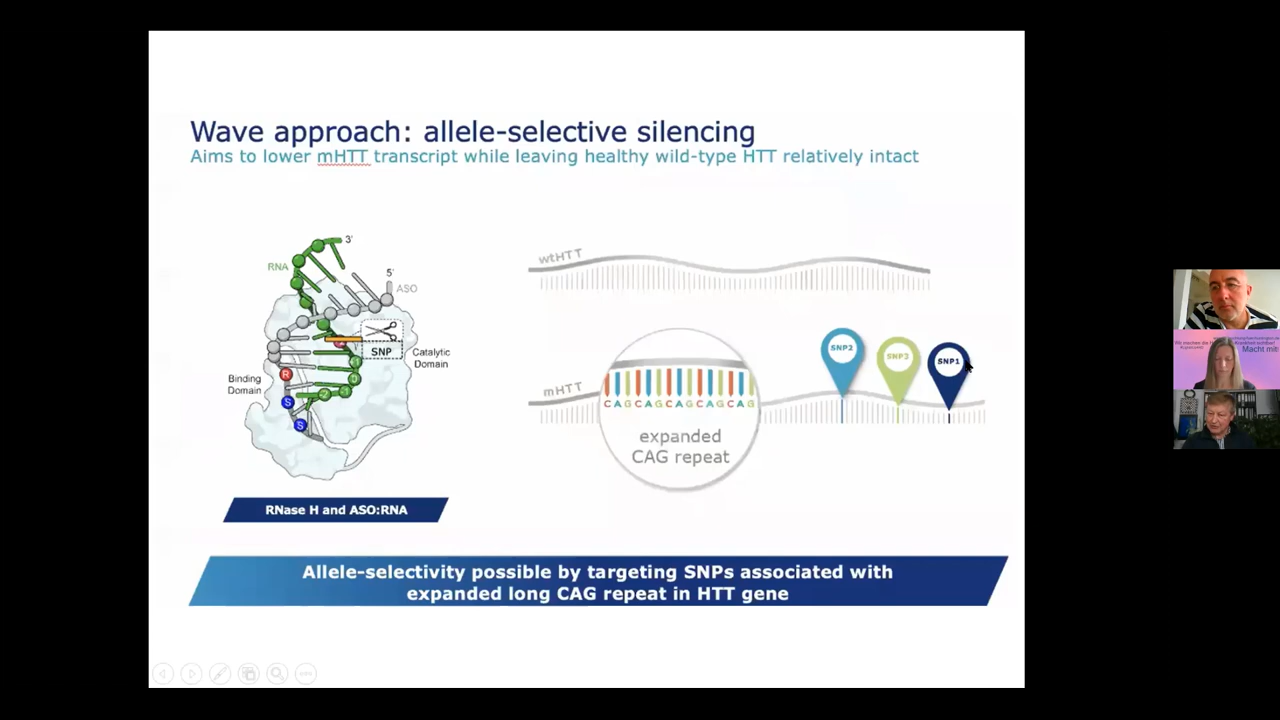 Wave approach: allele-selective silencing
Aims to lower mHTT transcript while leaving healthy wild-type HTT relatively intact
3'
RNA
5'
ASO
SNP
Catalytic
Domain
Binding
Domain
R
S
S
RNase H and ASO:RNA
wtHTT
mHTT
CAGCAGCAGCAGCAG
expanded
CAG repeat
SNP2
SNP3
SNP1
Allele-selectivity possible by targeting SNPs associated with
expanded long CAG repeat in HTT gene
Macht mit!